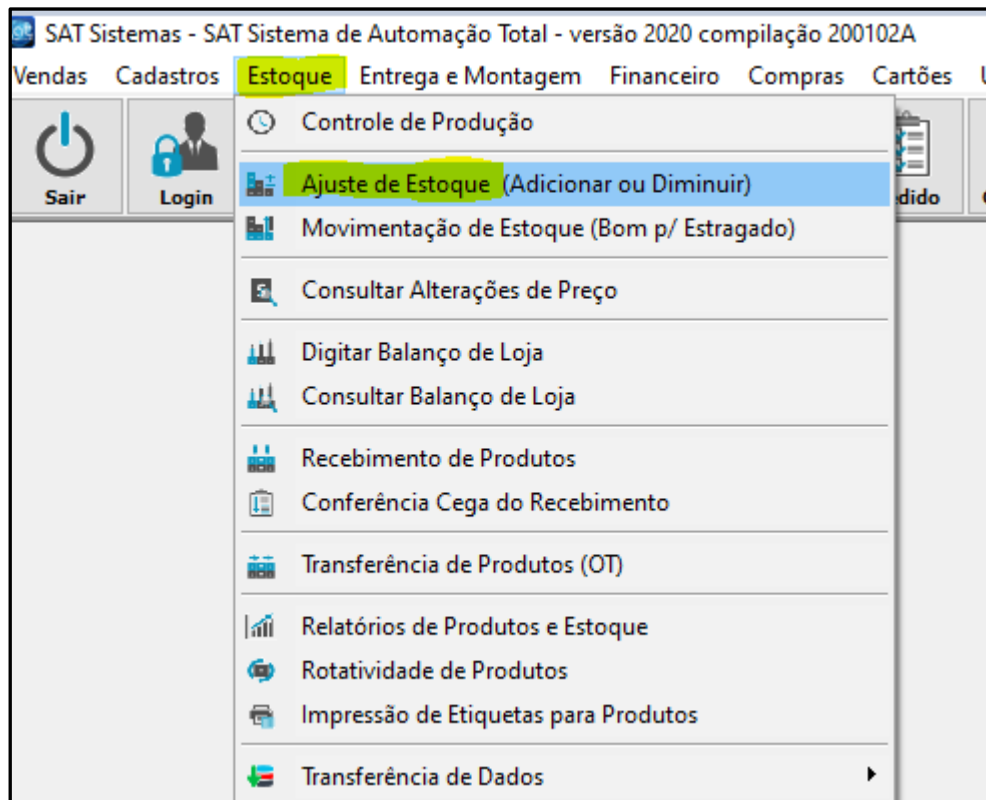 SAT Sistemas - SAT Sistema de Automação Total - versão 2020 compilação 200102A
Vendas Cadastros Estoque Entrega e Montagem Financeiro Compras Cartões
Sair
Login
Controle de Produção
Ajuste de Estoque (Adicionar ou Diminuir)
Movimentação de Estoque (Bom p/ Estragado)
Consultar Alterações de Preço
Digitar Balanço de Loja
Consultar Balanço de Loja
Recebimento de Produtos
Conferência Cega do Recebimento
Transferência de Produtos (OT)
Relatórios de Produtos e Estoque
Rotatividade de Produtos
Impressão de Etiquetas para Produtos
Transferência de Dados